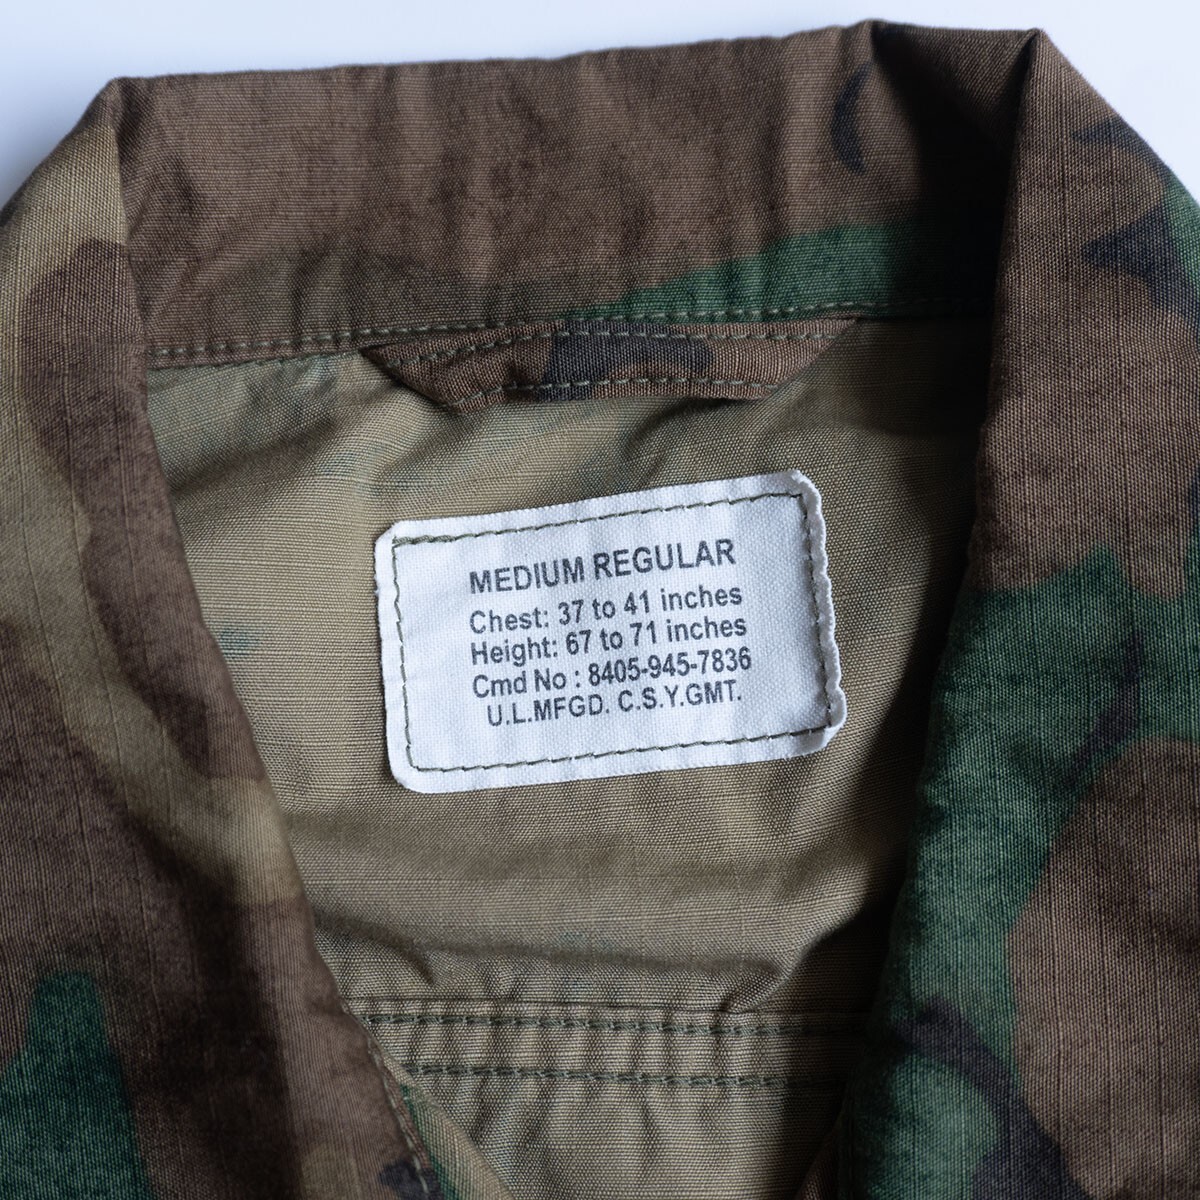 MEDIUM REGULAR
Chest: 37 to 41 inches
Height: 67 to 71 inches
Cmd No : 8405-945-7836
U.L.MFGD. C.S.Y.GMT.